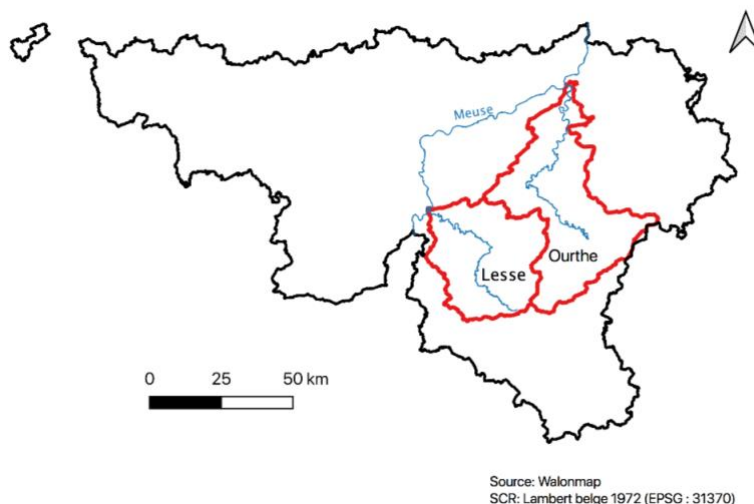 Meuse
Ourthe
Lesse
0 25 50 km
Source: Walonmap
SCR: Lambert belge 1972 (EPSG : 31370)